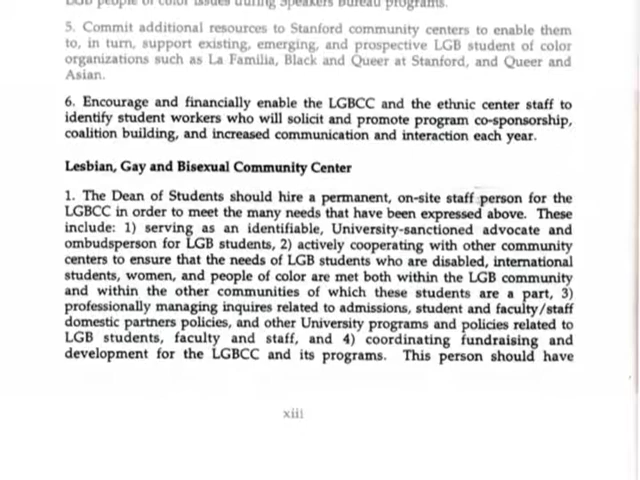 LGB people of color issues during Speakers Bureau programs.
5. Commit additional resources to Stanford community centers to enable them
to, in turn, support existing, emerging, and prospective LGB student of color
organizations such as La Familia, Black and Queer at Stanford, and Queer and
Asian.
6. Encourage and financially enable the LGBCC and the ethnic center staff to
identify student workers who will solicit and promote program co-sponsorship,
coalition building, and increased communication and interaction each year.
Lesbian, Gay and Bisexual Community Center
1. The Dean of Students should hire a permanent, on-site staff person for the
LGBCC in order to meet the many needs that have been expressed above. These
include: 1) serving as an identifiable, University-sanctioned advocate and
ombudsperson for LGB students, 2) actively cooperating with other community
centers to ensure that the needs of LGB students who are disabled, international
students, women, and people of color are met both within the LGB community
and within the other communities of which these students are a part, 3)
professionally managing inquires related to admissions, student and faculty/staff
domestic partners policies, and other University programs and policies related to
LGB students, faculty and staff, and 4) coordinating fundraising and
development for the LGBCC and its programs. This person should have
xiii